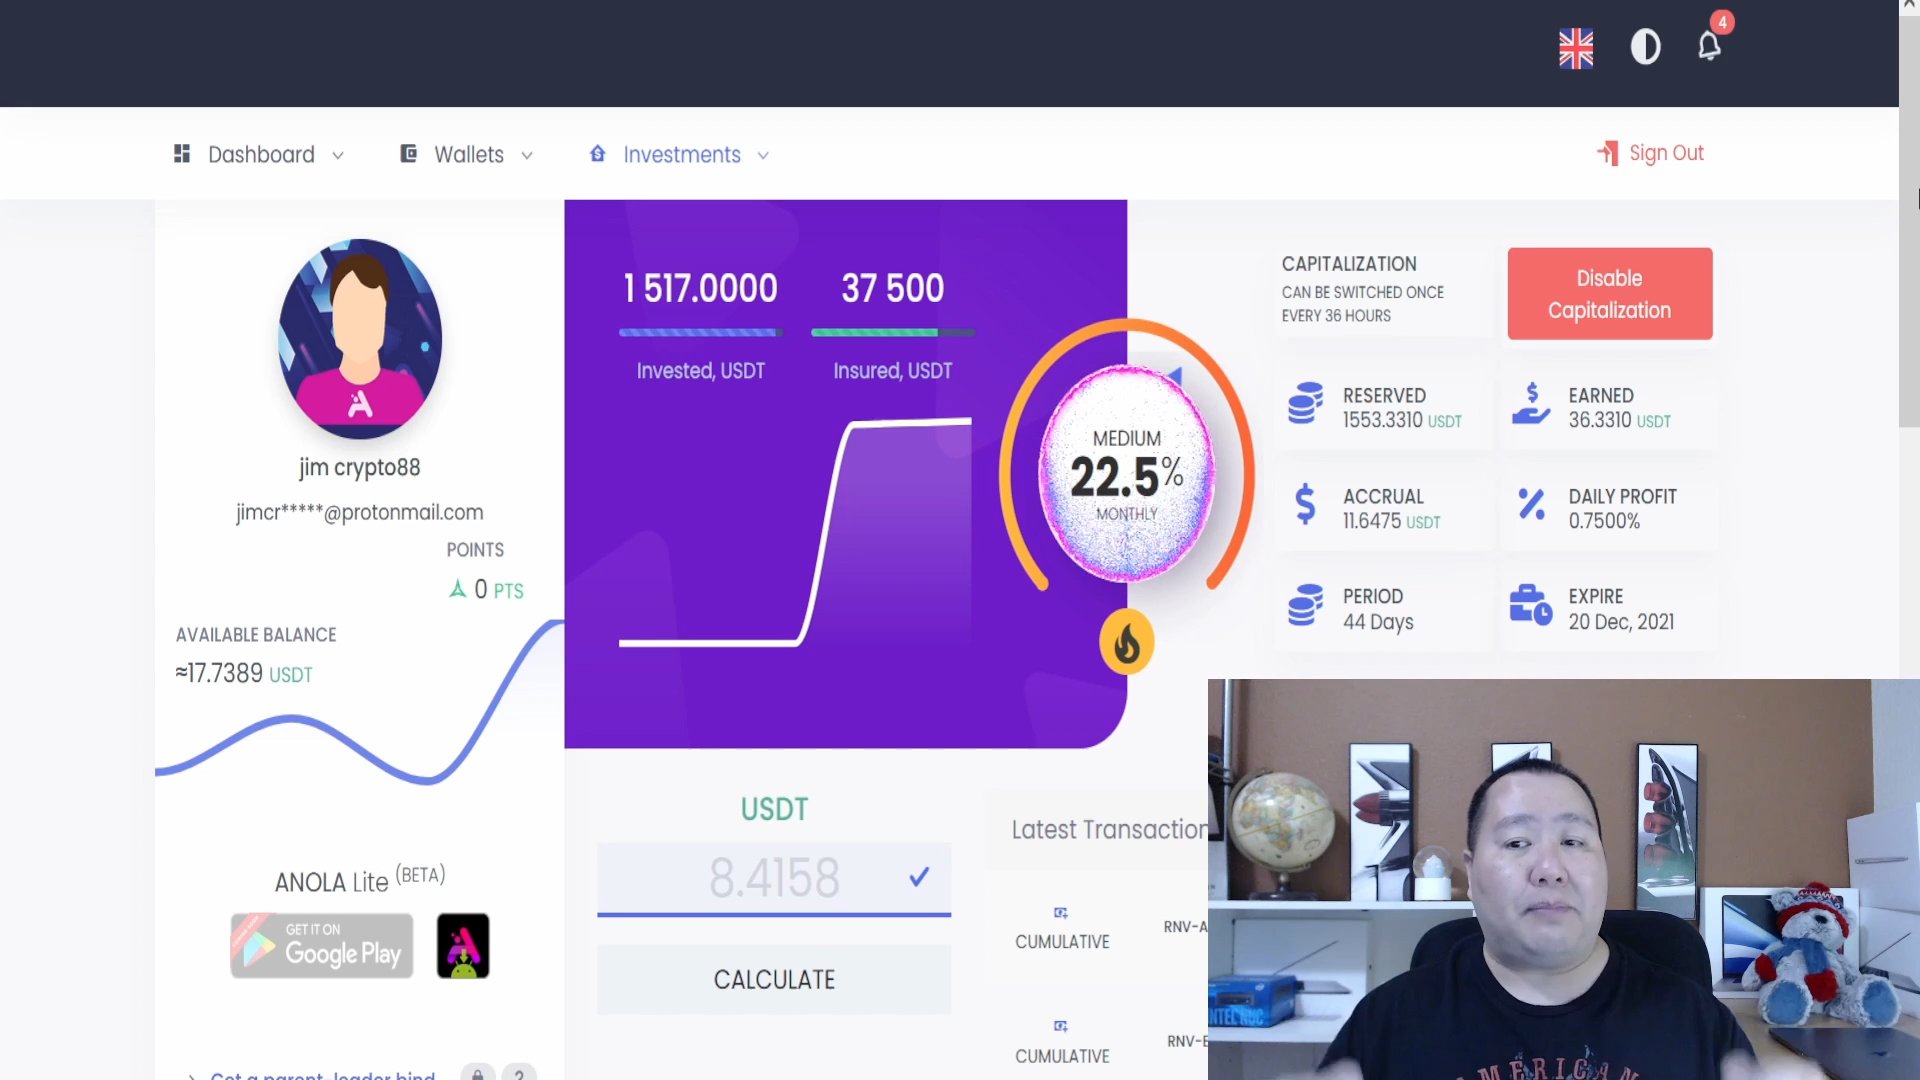 4
Dashboard
Wallets
Investments
Sign Out
jim crypto88
jimcr*****@protonmail.com
POINTS
0 PTS
AVAILABLE BALANCE
≈17.7389 USDT
ANOLA Lite (BETA)
GET IT ON
Google Play
1 517.0000
Invested, USDT
37 500
Insured, USDT
MEDIUM
22.5%
MONTHLY
CAPITALIZATION
CAN BE SWITCHED ONCE
EVERY 36 HOURS
Disable
Capitalization
RESERVED
1553.3310 USDT
EARNED
36.3310 USDT
ACCRUAL
11.6475 USDT
DAILY PROFIT
0.7500%
PERIOD
44 Days
EXPIRE
20 Dec, 2021
USDT
8.4158
CALCULATE
Latest Transaction
CUMULATIVE
RNV-A
CUMULATIVE
RNV-E
AMERICAN